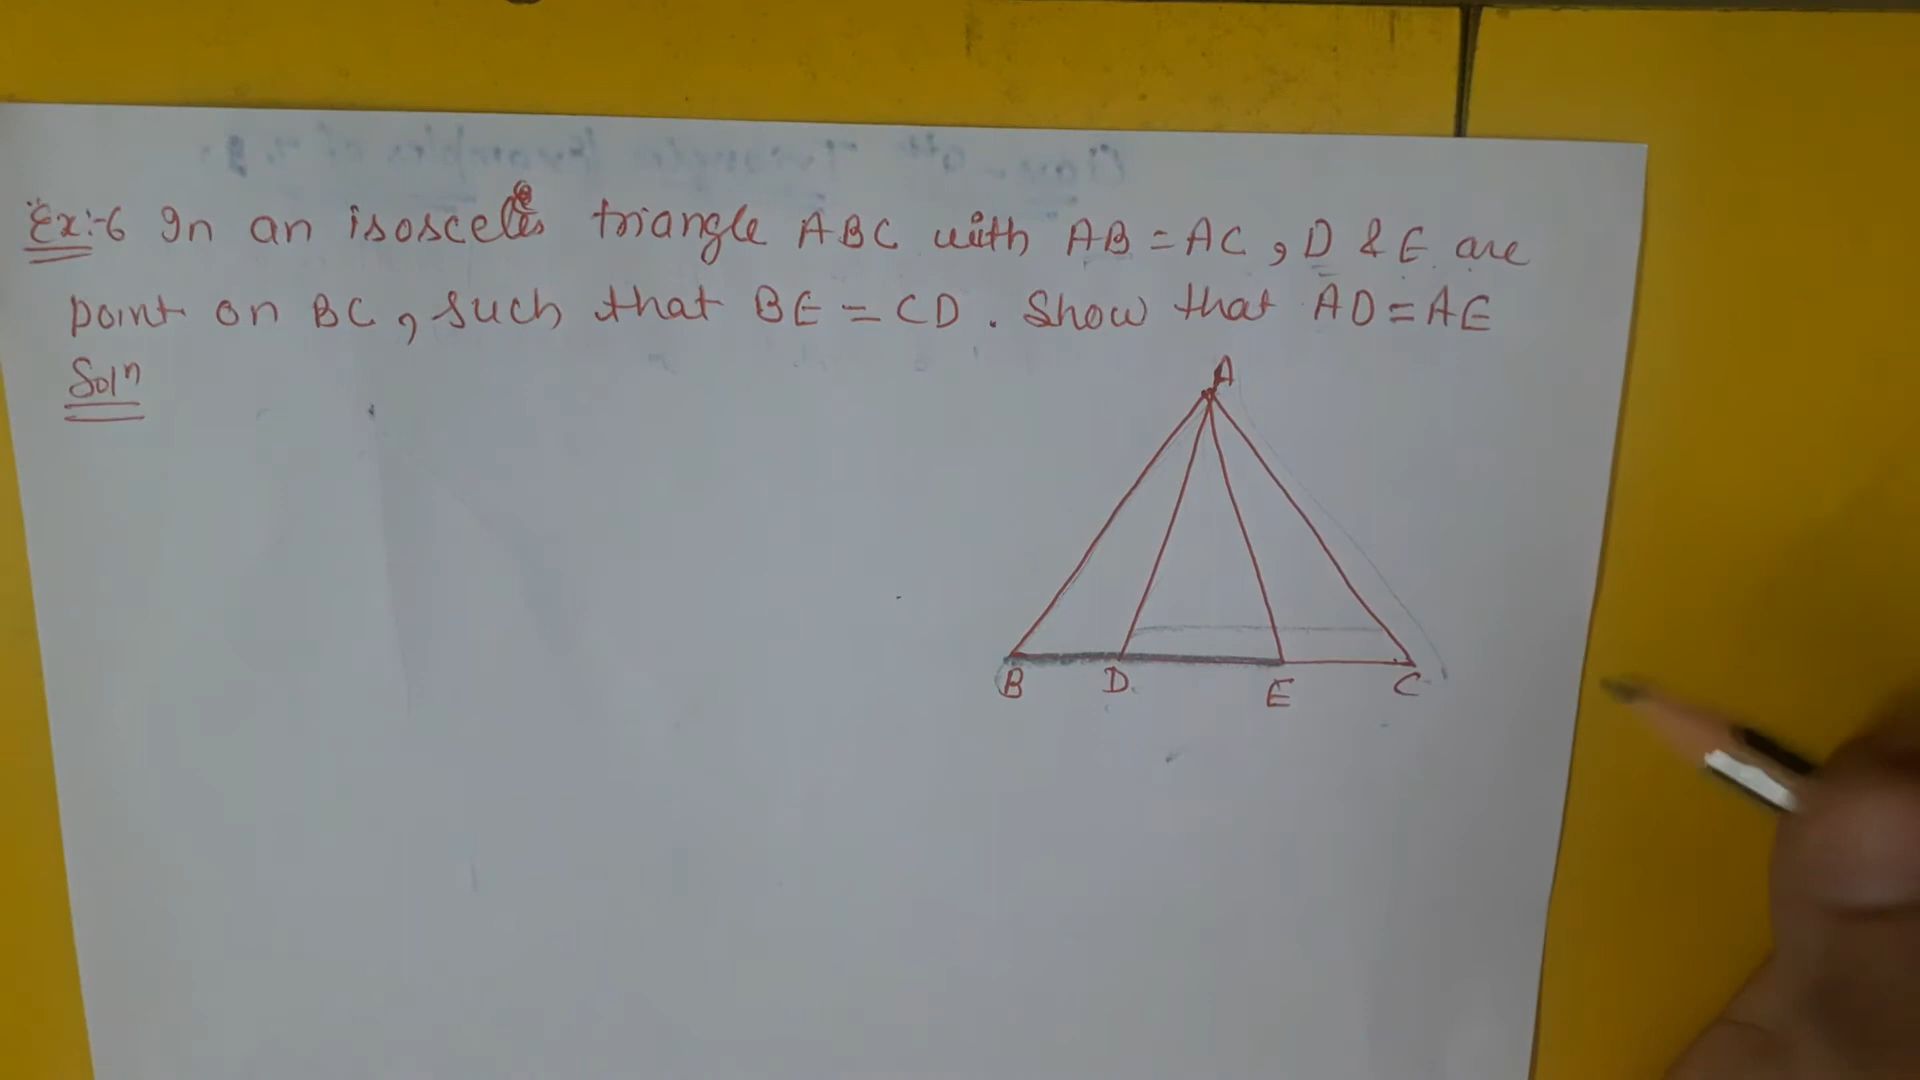 Ex:-6 In an isosceles triangle ABC with AB = AC, D & E are
point on BC, such that BE = CD. Show that AD = AE
Solⁿ
A
B D E C